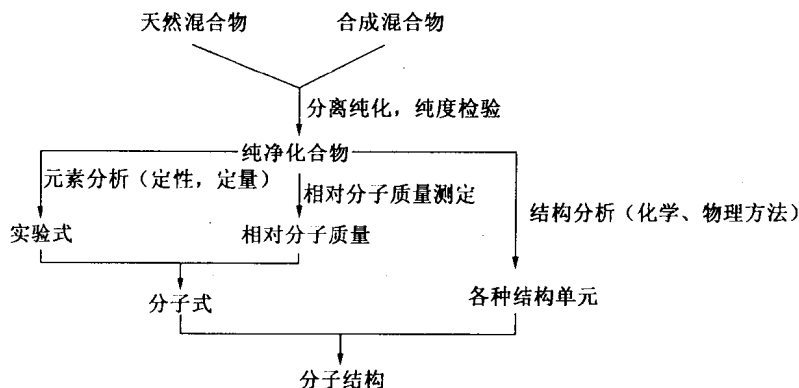 天然混合物 合成混合物
分离纯化，纯度检验
纯净化合物
元素分析（定性，定量）
相对分子质量测定
结构分析（化学、物理方法）
实验式 相对分子质量
分子式 各种结构单元
分子结构